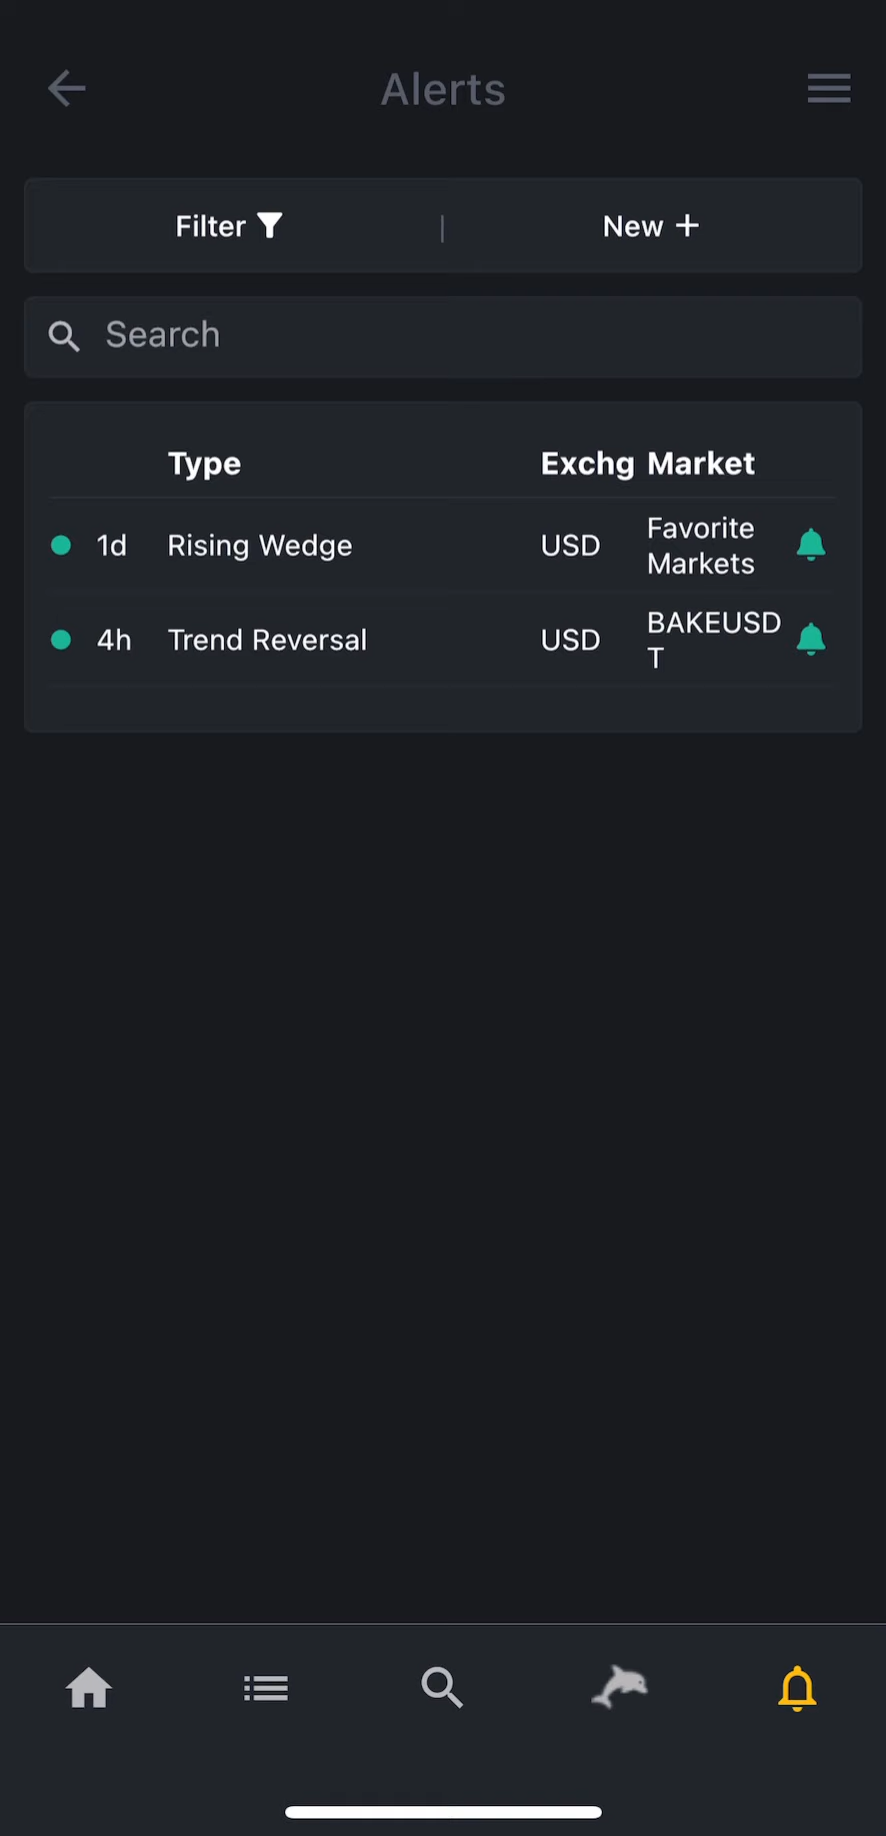 Alerts
Filter | New +
Search
Type Exchg Market
1d Rising Wedge USD Favorite
Markets
4h Trend Reversal USD BAKEUSD
T